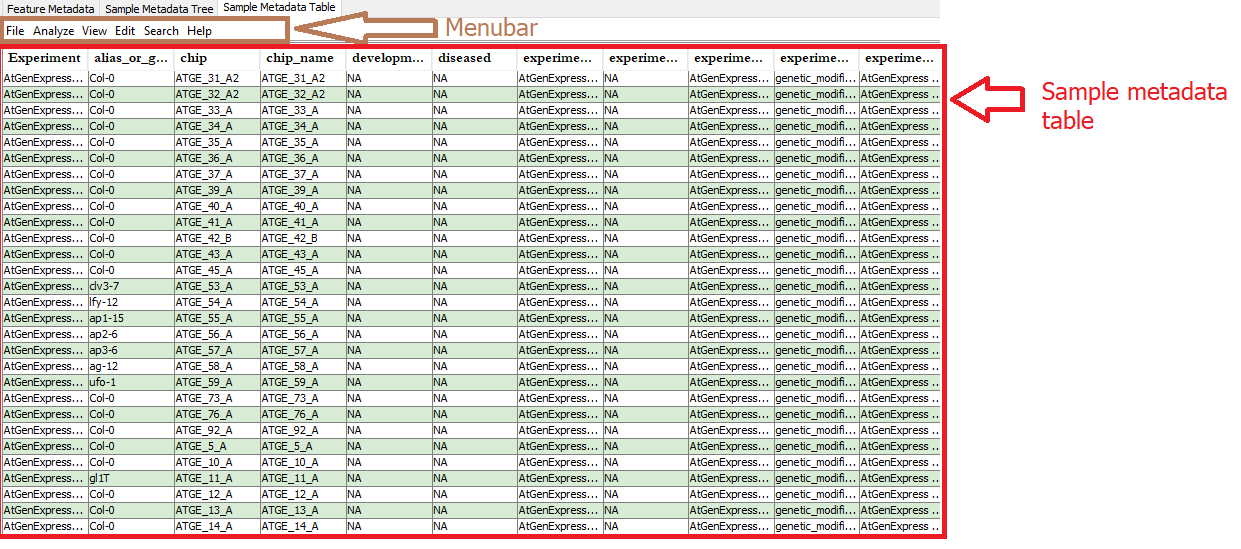 Feature Metadata Sample Metadata Tree Sample Metadata Table
File Analyze View Edit Search Help Menubar
Experiment alias_or_g... chip chip_name developm... diseased experime... experime... experime... experime... experime...
AtGenExpress... Col-0 ATGE_31_A2 ATGE_31_A2 NA NA AtGenExpress... NA AtGenExpress... genetic_modifi... AtGenExpress ..
AtGenExpress... Col-0 ATGE_32_A2 ATGE_32_A2 NA NA AtGenExpress... NA AtGenExpress... genetic_modifi... AtGenExpress ..
AtGenExpress... Col-0 ATGE_33_A ATGE_33_A NA NA AtGenExpress... NA AtGenExpress... genetic_modifi... AtGenExpress ..
AtGenExpress... Col-0 ATGE_34_A ATGE_34_A NA NA AtGenExpress... NA AtGenExpress... genetic_modifi... AtGenExpress ..
AtGenExpress... Col-0 ATGE_35_A ATGE_35_A NA NA AtGenExpress... NA AtGenExpress... genetic_modifi... AtGenExpress ..
AtGenExpress... Col-0 ATGE_36_A ATGE_36_A NA NA AtGenExpress... NA AtGenExpress... genetic_modifi... AtGenExpress ..
AtGenExpress... Col-0 ATGE_37_A ATGE_37_A NA NA AtGenExpress... NA AtGenExpress... genetic_modifi... AtGenExpress ..
AtGenExpress... Col-0 ATGE_39_A ATGE_39_A NA NA AtGenExpress... NA AtGenExpress... genetic_modifi... AtGenExpress ..
AtGenExpress... Col-0 ATGE_40_A ATGE_40_A NA NA AtGenExpress... NA AtGenExpress... genetic_modifi... AtGenExpress ..
AtGenExpress... Col-0 ATGE_41_A ATGE_41_A NA NA AtGenExpress... NA AtGenExpress... genetic_modifi... AtGenExpress ..
AtGenExpress... Col-0 ATGE_42_B ATGE_42_B NA NA AtGenExpress... NA AtGenExpress... genetic_modifi... AtGenExpress ..
AtGenExpress... Col-0 ATGE_43_A ATGE_43_A NA NA AtGenExpress... NA AtGenExpress... genetic_modifi... AtGenExpress ..
AtGenExpress... Col-0 ATGE_45_A ATGE_45_A NA NA AtGenExpress... NA AtGenExpress... genetic_modifi... AtGenExpress ..
AtGenExpress... clv3-7 ATGE_53_A ATGE_53_A NA NA AtGenExpress... NA AtGenExpress... genetic_modifi... AtGenExpress ..
AtGenExpress... lfy-12 ATGE_54_A ATGE_54_A NA NA AtGenExpress... NA AtGenExpress... genetic_modifi... AtGenExpress ..
AtGenExpress... ap1-15 ATGE_55_A ATGE_55_A NA NA AtGenExpress... NA AtGenExpress... genetic_modifi... AtGenExpress ..
AtGenExpress... ap2-6 ATGE_56_A ATGE_56_A NA NA AtGenExpress... NA AtGenExpress... genetic_modifi... AtGenExpress ..
AtGenExpress... ap3-6 ATGE_57_A ATGE_57_A NA NA AtGenExpress... NA AtGenExpress... genetic_modifi... AtGenExpress ..
AtGenExpress... ag-12 ATGE_58_A ATGE_58_A NA NA AtGenExpress... NA AtGenExpress... genetic_modifi... AtGenExpress ..
AtGenExpress... ufo-1 ATGE_59_A ATGE_59_A NA NA AtGenExpress... NA AtGenExpress... genetic_modifi... AtGenExpress ..
AtGenExpress... Col-0 ATGE_73_A ATGE_73_A NA NA AtGenExpress... NA AtGenExpress... genetic_modifi... AtGenExpress ..
AtGenExpress... Col-0 ATGE_76_A ATGE_76_A NA NA AtGenExpress... NA AtGenExpress... genetic_modifi... AtGenExpress ..
AtGenExpress... Col-0 ATGE_92_A ATGE_92_A NA NA AtGenExpress... NA AtGenExpress... genetic_modifi... AtGenExpress ..
AtGenExpress... Col-0 ATGE_5_A ATGE_5_A NA NA AtGenExpress... NA AtGenExpress... genetic_modifi... AtGenExpress ..
AtGenExpress... Col-0 ATGE_10_A ATGE_10_A NA NA AtGenExpress... NA AtGenExpress... genetic_modifi... AtGenExpress ..
AtGenExpress... gl1T ATGE_11_A ATGE_11_A NA NA AtGenExpress... NA AtGenExpress... genetic_modifi... AtGenExpress ..
AtGenExpress... Col-0 ATGE_12_A ATGE_12_A NA NA AtGenExpress... NA AtGenExpress... genetic_modifi... AtGenExpress ..
AtGenExpress... Col-0 ATGE_13_A ATGE_13_A NA NA AtGenExpress... NA AtGenExpress... genetic_modifi... AtGenExpress ..
AtGenExpress... Col-0 ATGE_14_A ATGE_14_A NA NA AtGenExpress... NA AtGenExpress... genetic_modifi... AtGenExpress ..
Sample metadata
table